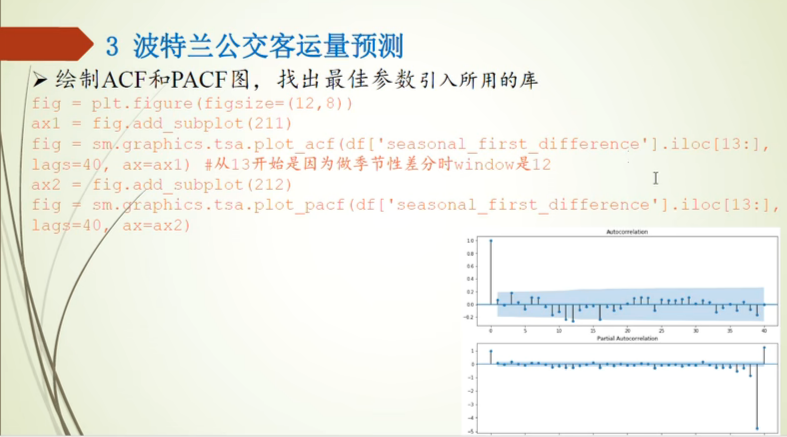 3 波特兰公交客运量预测
➢ 绘制ACF和PACF图，找出最佳参数引入所用的库
fig = plt.figure(figsize=(12,8))
ax1 = fig.add_subplot(211)
fig = sm.graphics.tsa.plot_acf(df['seasonal_first_difference'].iloc[13:],
lags=40, ax=ax1) #从13开始是因为做季节性差分时window是12
ax2 = fig.add_subplot(212)
fig = sm.graphics.tsa.plot_pacf(df['seasonal_first_difference'].iloc[13:],
lags=40, ax=ax2)
Autocorrelation
1.0
0.8
0.6
0.4
0.2
0.0
-0.2
0 5 10 15 20 25 30 35 40
Partial Autocorrelation
1
0
-1
-2
-3
-4
-5